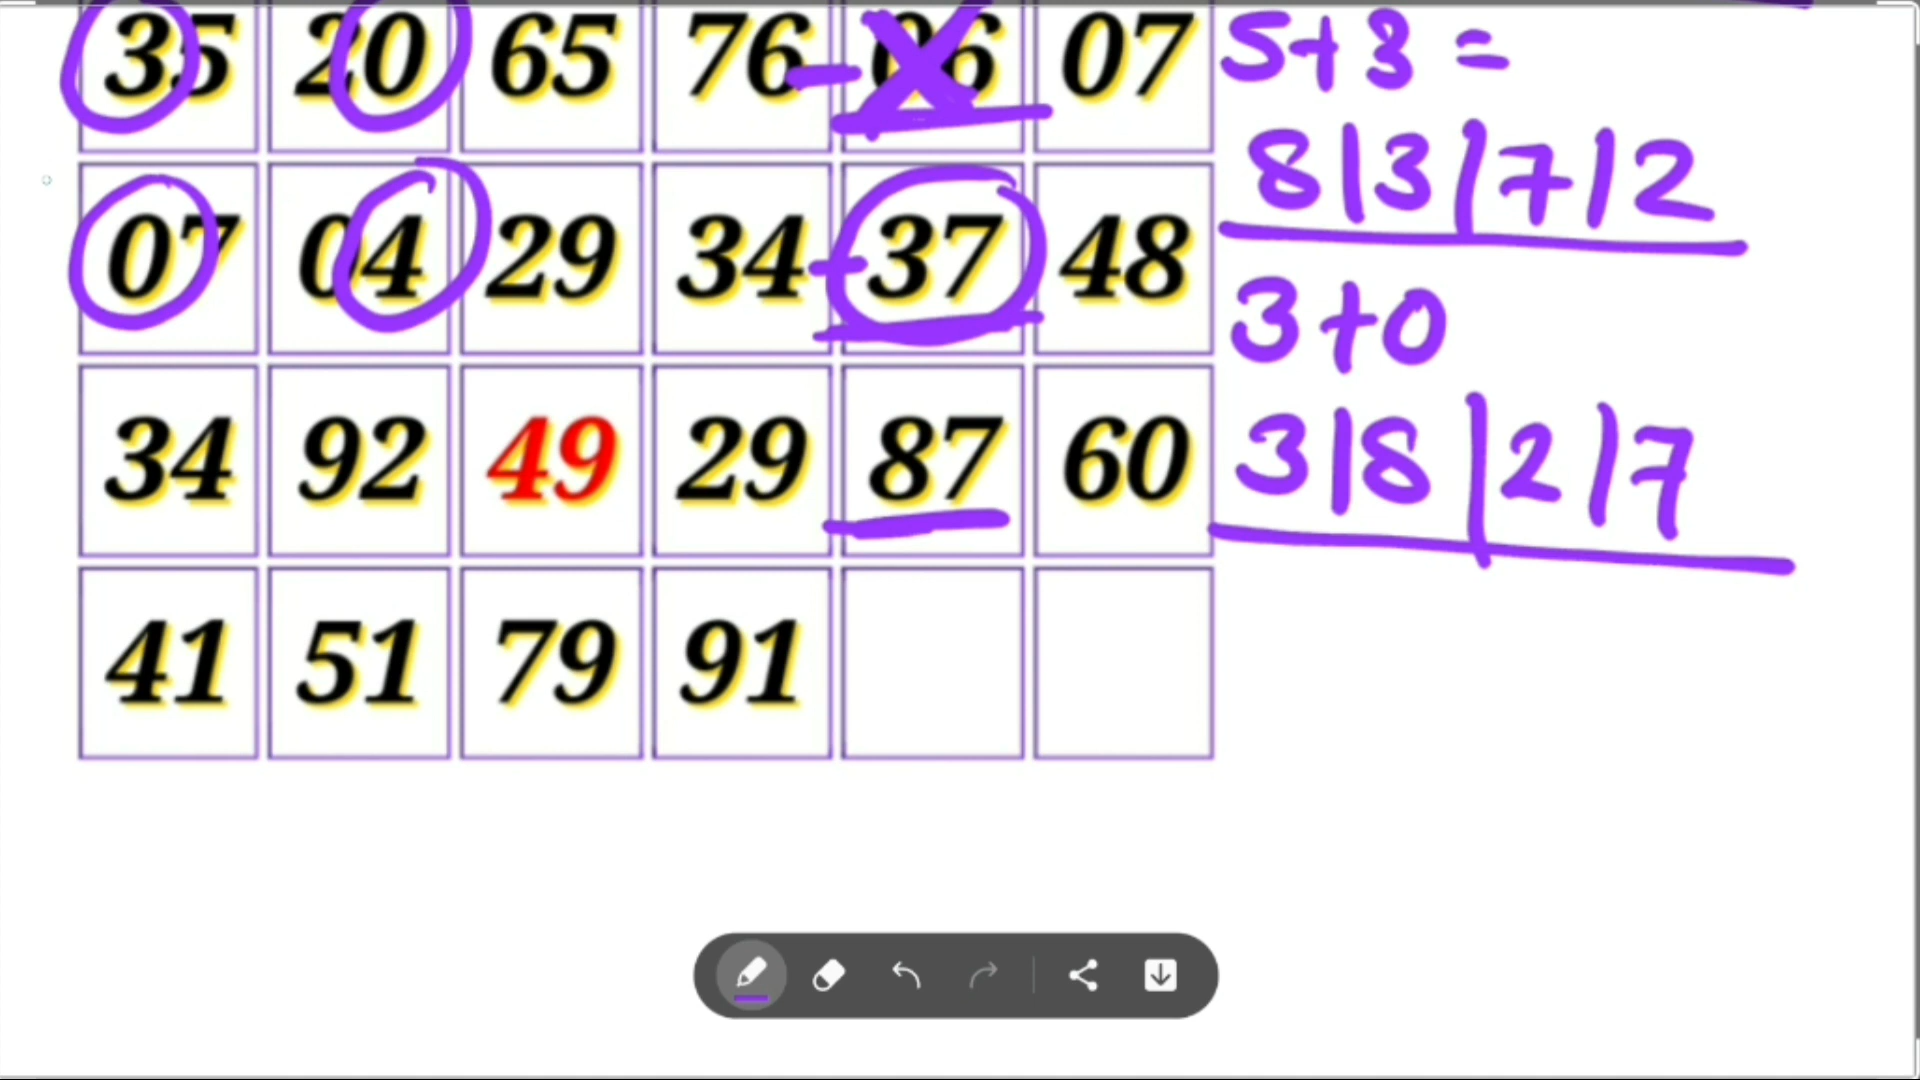 35 20 65 76 - 06 07
07 04 29 34 - 37 48
34 92 49 29 87 60
41 51 79 91
5+3 =
8|3|7|2
3+0
3|8|2|7